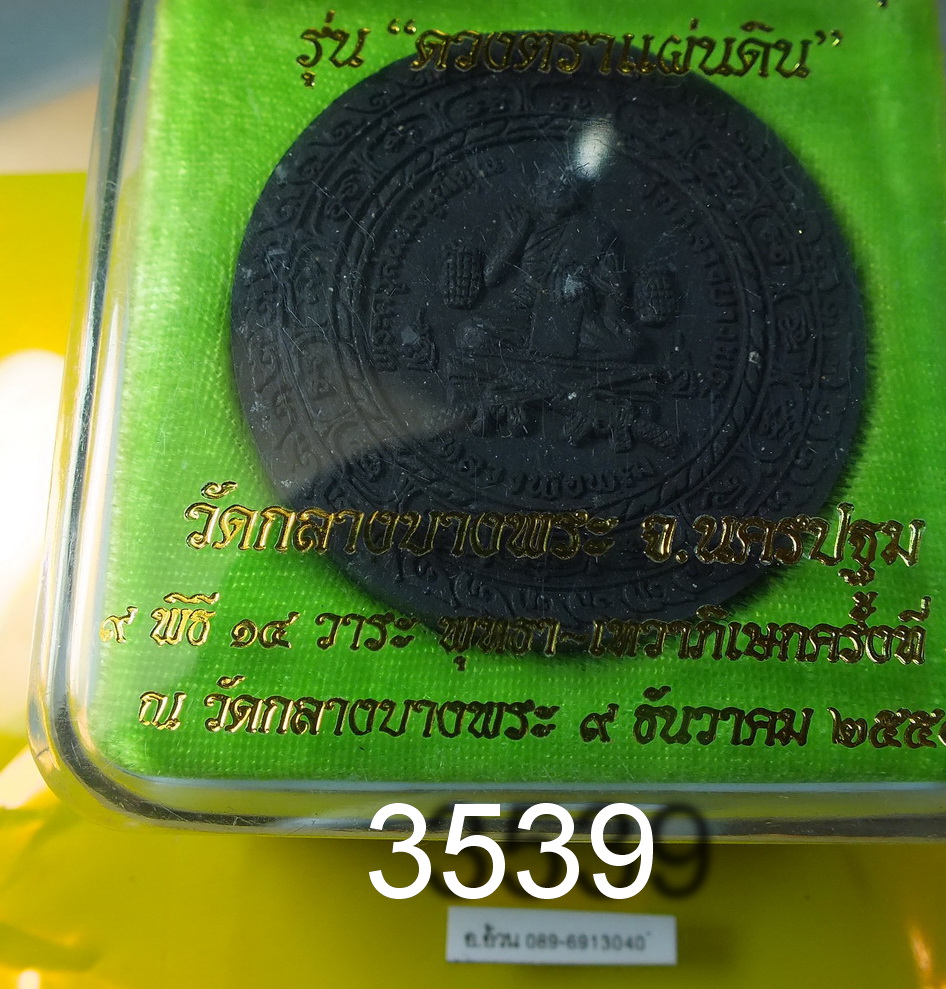 รุ่น “ดวงตราแผ่นดิน”
วัดกลางบางพระ จ.นครปฐม
๙ พิธี ๑๔ วาระ พุทธา-เทวาภิเษกครั้งที่
ณ วัดกลางบางพระ ๙ ธันวาคม ๒๕๕
3539
อ.อ้วน 089-6913040